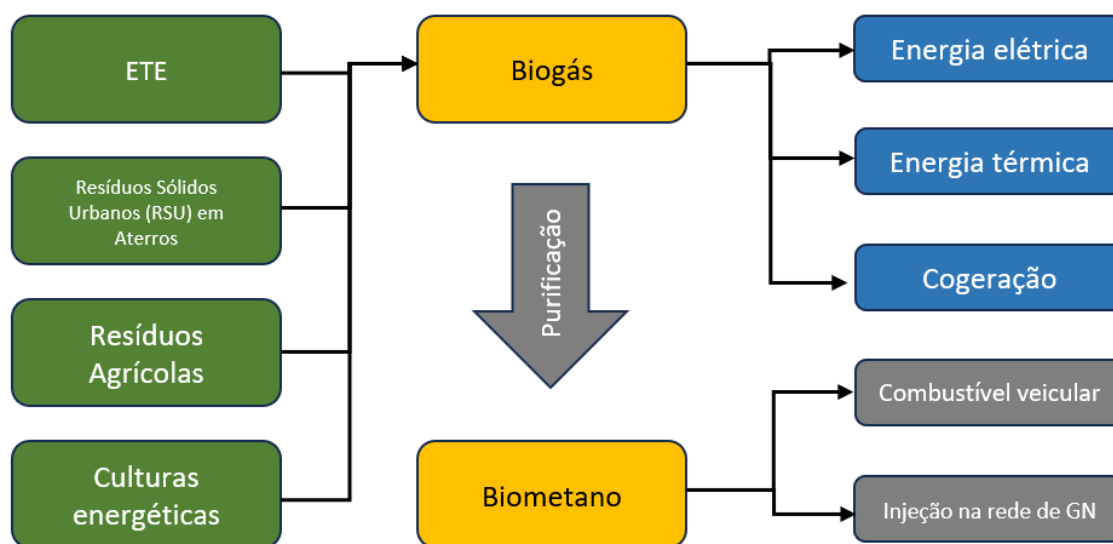 ETE
Resíduos Sólidos
Urbanos (RSU) em
Aterros
Resíduos
Agrícolas
Culturas
energéticas
Biogás
Purificação
Biometano
Energia elétrica
Energia térmica
Cogeração
Combustível veicular
Injeção na rede de GN